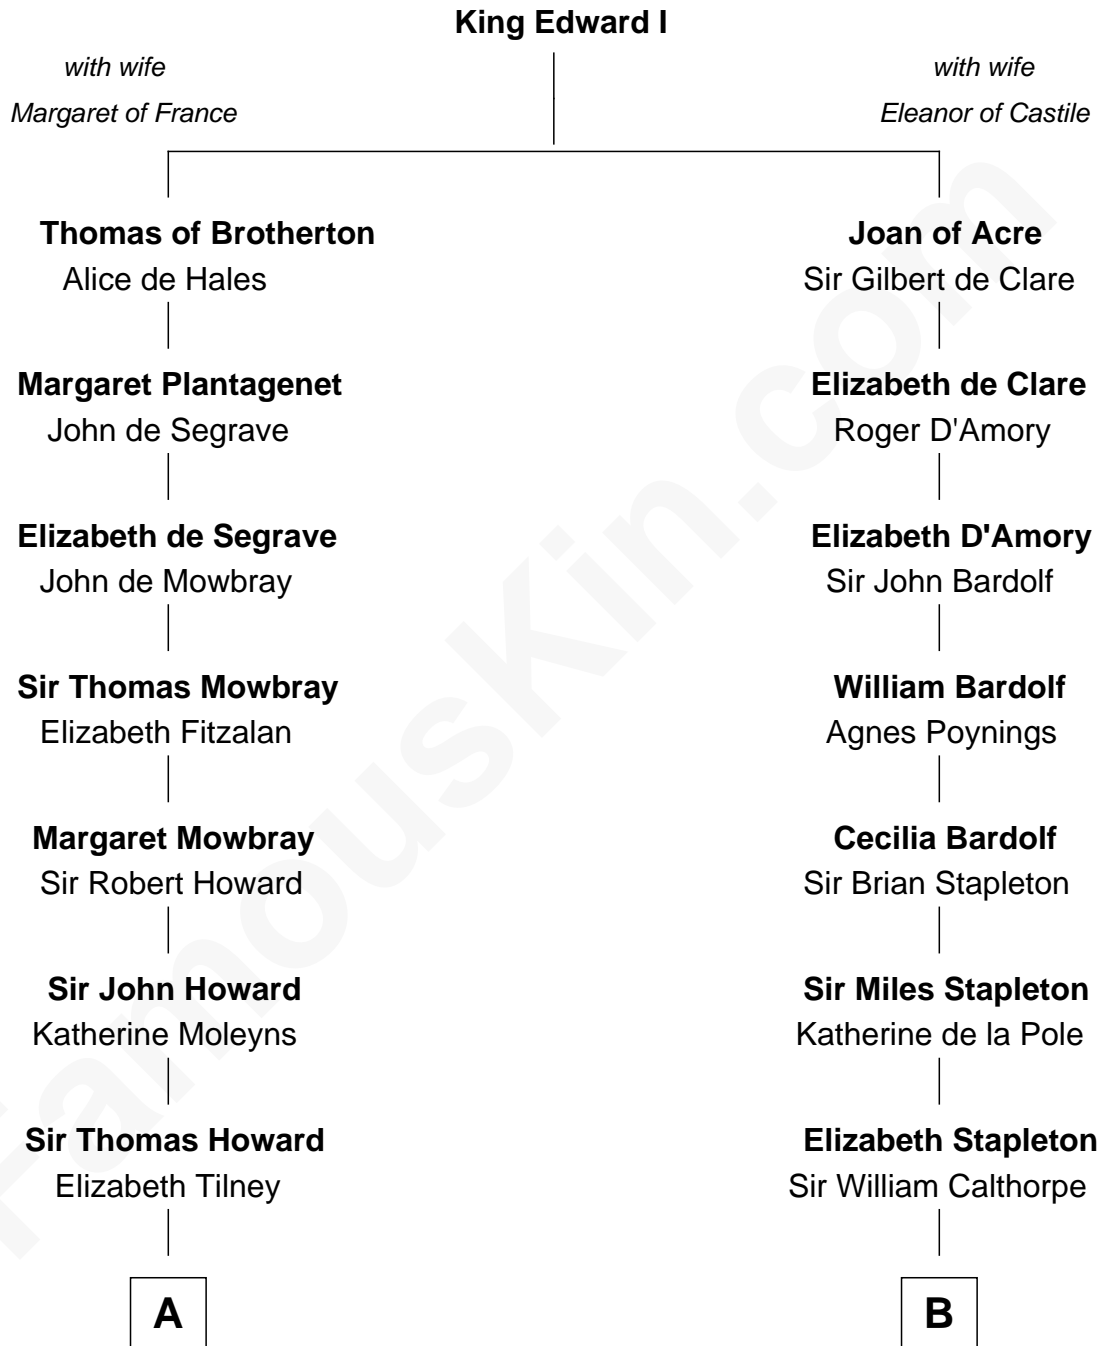 King Edward I
with wife
Margaret of France
with wife
Eleanor of Castile
Thomas of Brotherton
Alice de Hales
Joan of Acre
Sir Gilbert de Clare
Margaret Plantagenet
John de Segrave
Elizabeth de Clare
Roger D'Amory
Elizabeth de Segrave
John de Mowbray
Elizabeth D'Amory
Sir John Bardolf
Sir Thomas Mowbray
Elizabeth Fitzalan
William Bardolf
Agnes Poynings
Margaret Mowbray
Sir Robert Howard
Cecilia Bardolf
Sir Brian Stapleton
Sir John Howard
Katherine Moleyns
Sir Miles Stapleton
Katherine de la Pole
Sir Thomas Howard
Elizabeth Tilney
Elizabeth Stapleton
Sir William Calthorpe
A
B
FamousKin.com